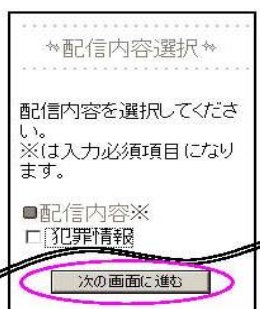 配信内容選択
配信内容を選択してくださ
い。
※は入力必須項目になり
ます。
■配信内容※
□犯罪情報
次の画面に進む